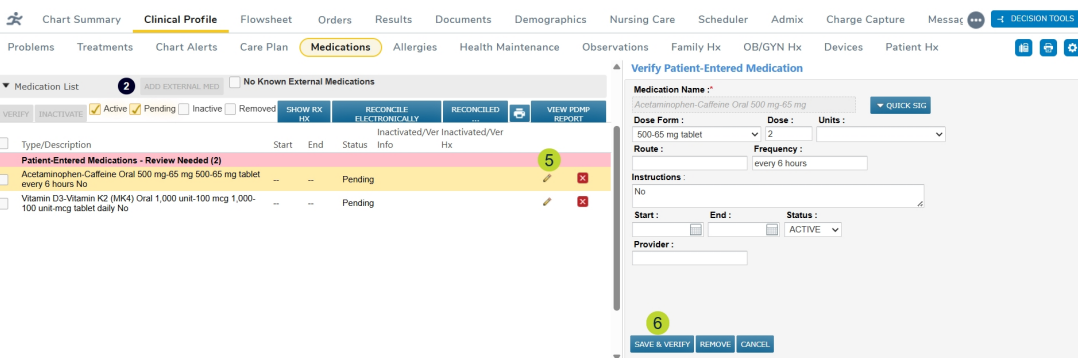 Chart Summary Clinical Profile Flowsheet Orders Results Documents Demographics Nursing Care Scheduler Admix Charge Capture Messag DECISION TOOLS
Problems Treatments Chart Alerts Care Plan Medications Allergies Health Maintenance Observations Family Hx OB/GYN Hx Devices Patient Hx
Medication List 2 ADD EXTERNAL MED No Known External Medications
VERIFY INACTIVATE Active Pending Inactive Removed SHOW RX HX RECONCILE ELECTRONICALLY RECONCILED ... VIEW PDMP REPORT
Type/Description Start End Status Inactivated/Ver Info Inactivated/Ver Hx
Patient-Entered Medications - Review Needed (2) 5
Acetaminophen-Caffeine Oral 500 mg-65 mg 500-65 mg tablet
every 6 hours No -- -- Pending
Vitamin D3-Vitamin K2 (MK4) Oral 1,000 unit-100 mcg 1,000-
100 unit-mcg tablet daily No -- -- Pending
Verify Patient-Entered Medication
Medication Name :*
Acetaminophen-Caffeine Oral 500 mg-65 mg QUICK SIG
Dose Form : Dose : Units :
500-65 mg tablet 2
Route : Frequency :
every 6 hours
Instructions :
No
Start : End : Status :
ACTIVE
Provider :
6
SAVE & VERIFY REMOVE CANCEL